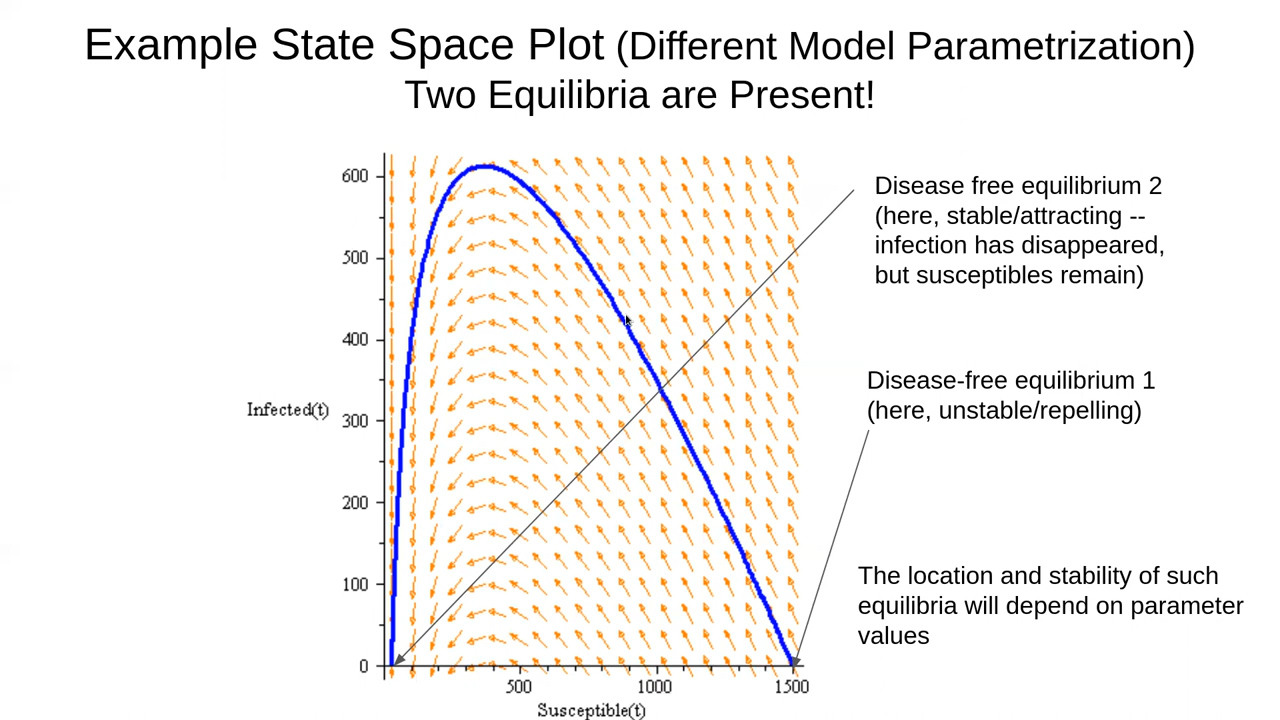 Example State Space Plot (Different Model Parametrization)
Two Equilibria are Present!
600
500
400
300
200
100
0
Infected(t)
500
1000
1500
Susceptible(t)
Disease free equilibrium 2
(here, stable/attracting --
infection has disappeared,
but susceptibles remain)
Disease-free equilibrium 1
(here, unstable/repelling)
The location and stability of such
equilibria will depend on parameter
values